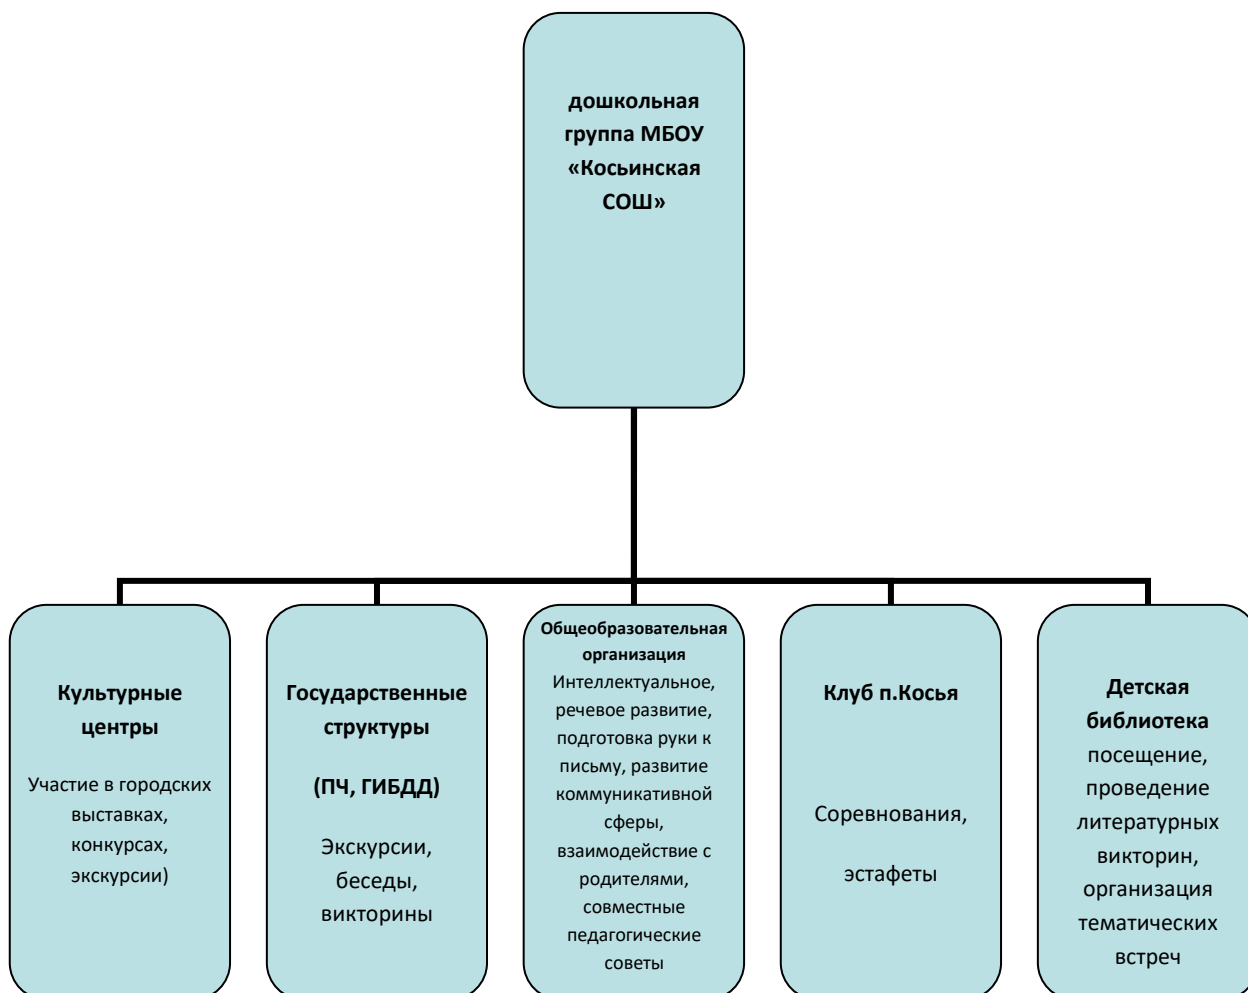 дошкольная
группа МБОУ
«Косьинская
СОШ»
Культурные
центры
Участие в городских
выставках,
конкурсах,
экскурсии)
Государственные
структуры
(ПЧ, ГИБДД)
Экскурсии,
беседы,
викторины
Общеобразовательная
организация
Интеллектуальное,
речевое развитие,
подготовка руки к
письму, развитие
коммуникативной
сферы,
взаимодействие с
родителями,
совместные
педагогические
советы
Клуб п.Косья
Соревнования,
эстафеты
Детская
библиотека
посещение,
проведение
литературных
викторин,
организация
тематических
встреч